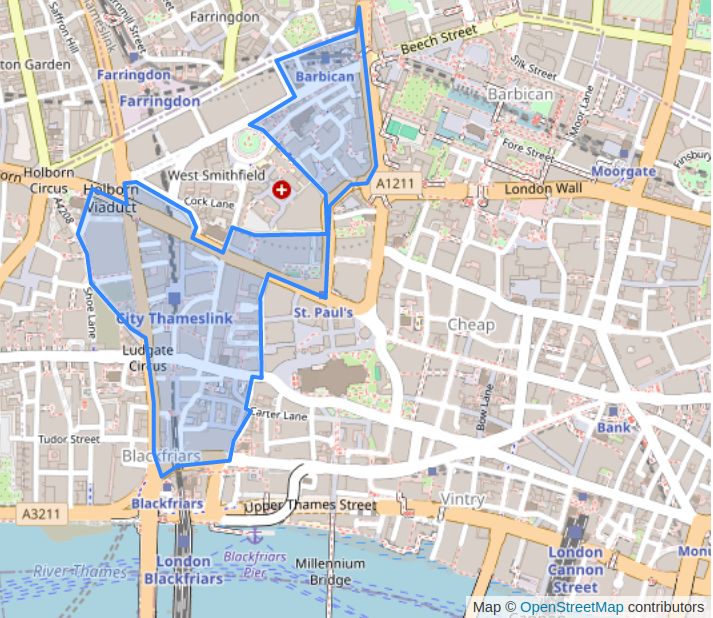 Farringdon
Saffron Hill
Charmeslink
Beech Street
ton Garden
Farringdon
Farringdon
Barbican
Silk Street
Barbican
Moor Lane
Fore Street
Finsbury
Moorgate
West Smithfield
Holborn
Circus
orn
Holborn
Viaduct
A1211
London Wall
Cock Lane
A4208
Shoe Lane
City Thameslink
St. Paul's
Cheap
Ludgate
Circus
Carter Lane
Bow Lane
Bank
Tudor Street
Blackfriars
A3211
Blackfriars
Upper Thames Street
Vintry
London
Blackfriars
Blackfriars
Pier
Millennium
Bridge
River Thames
London
Cannon
Street
Monu
Cannon
Map © OpenStreetMap contributors